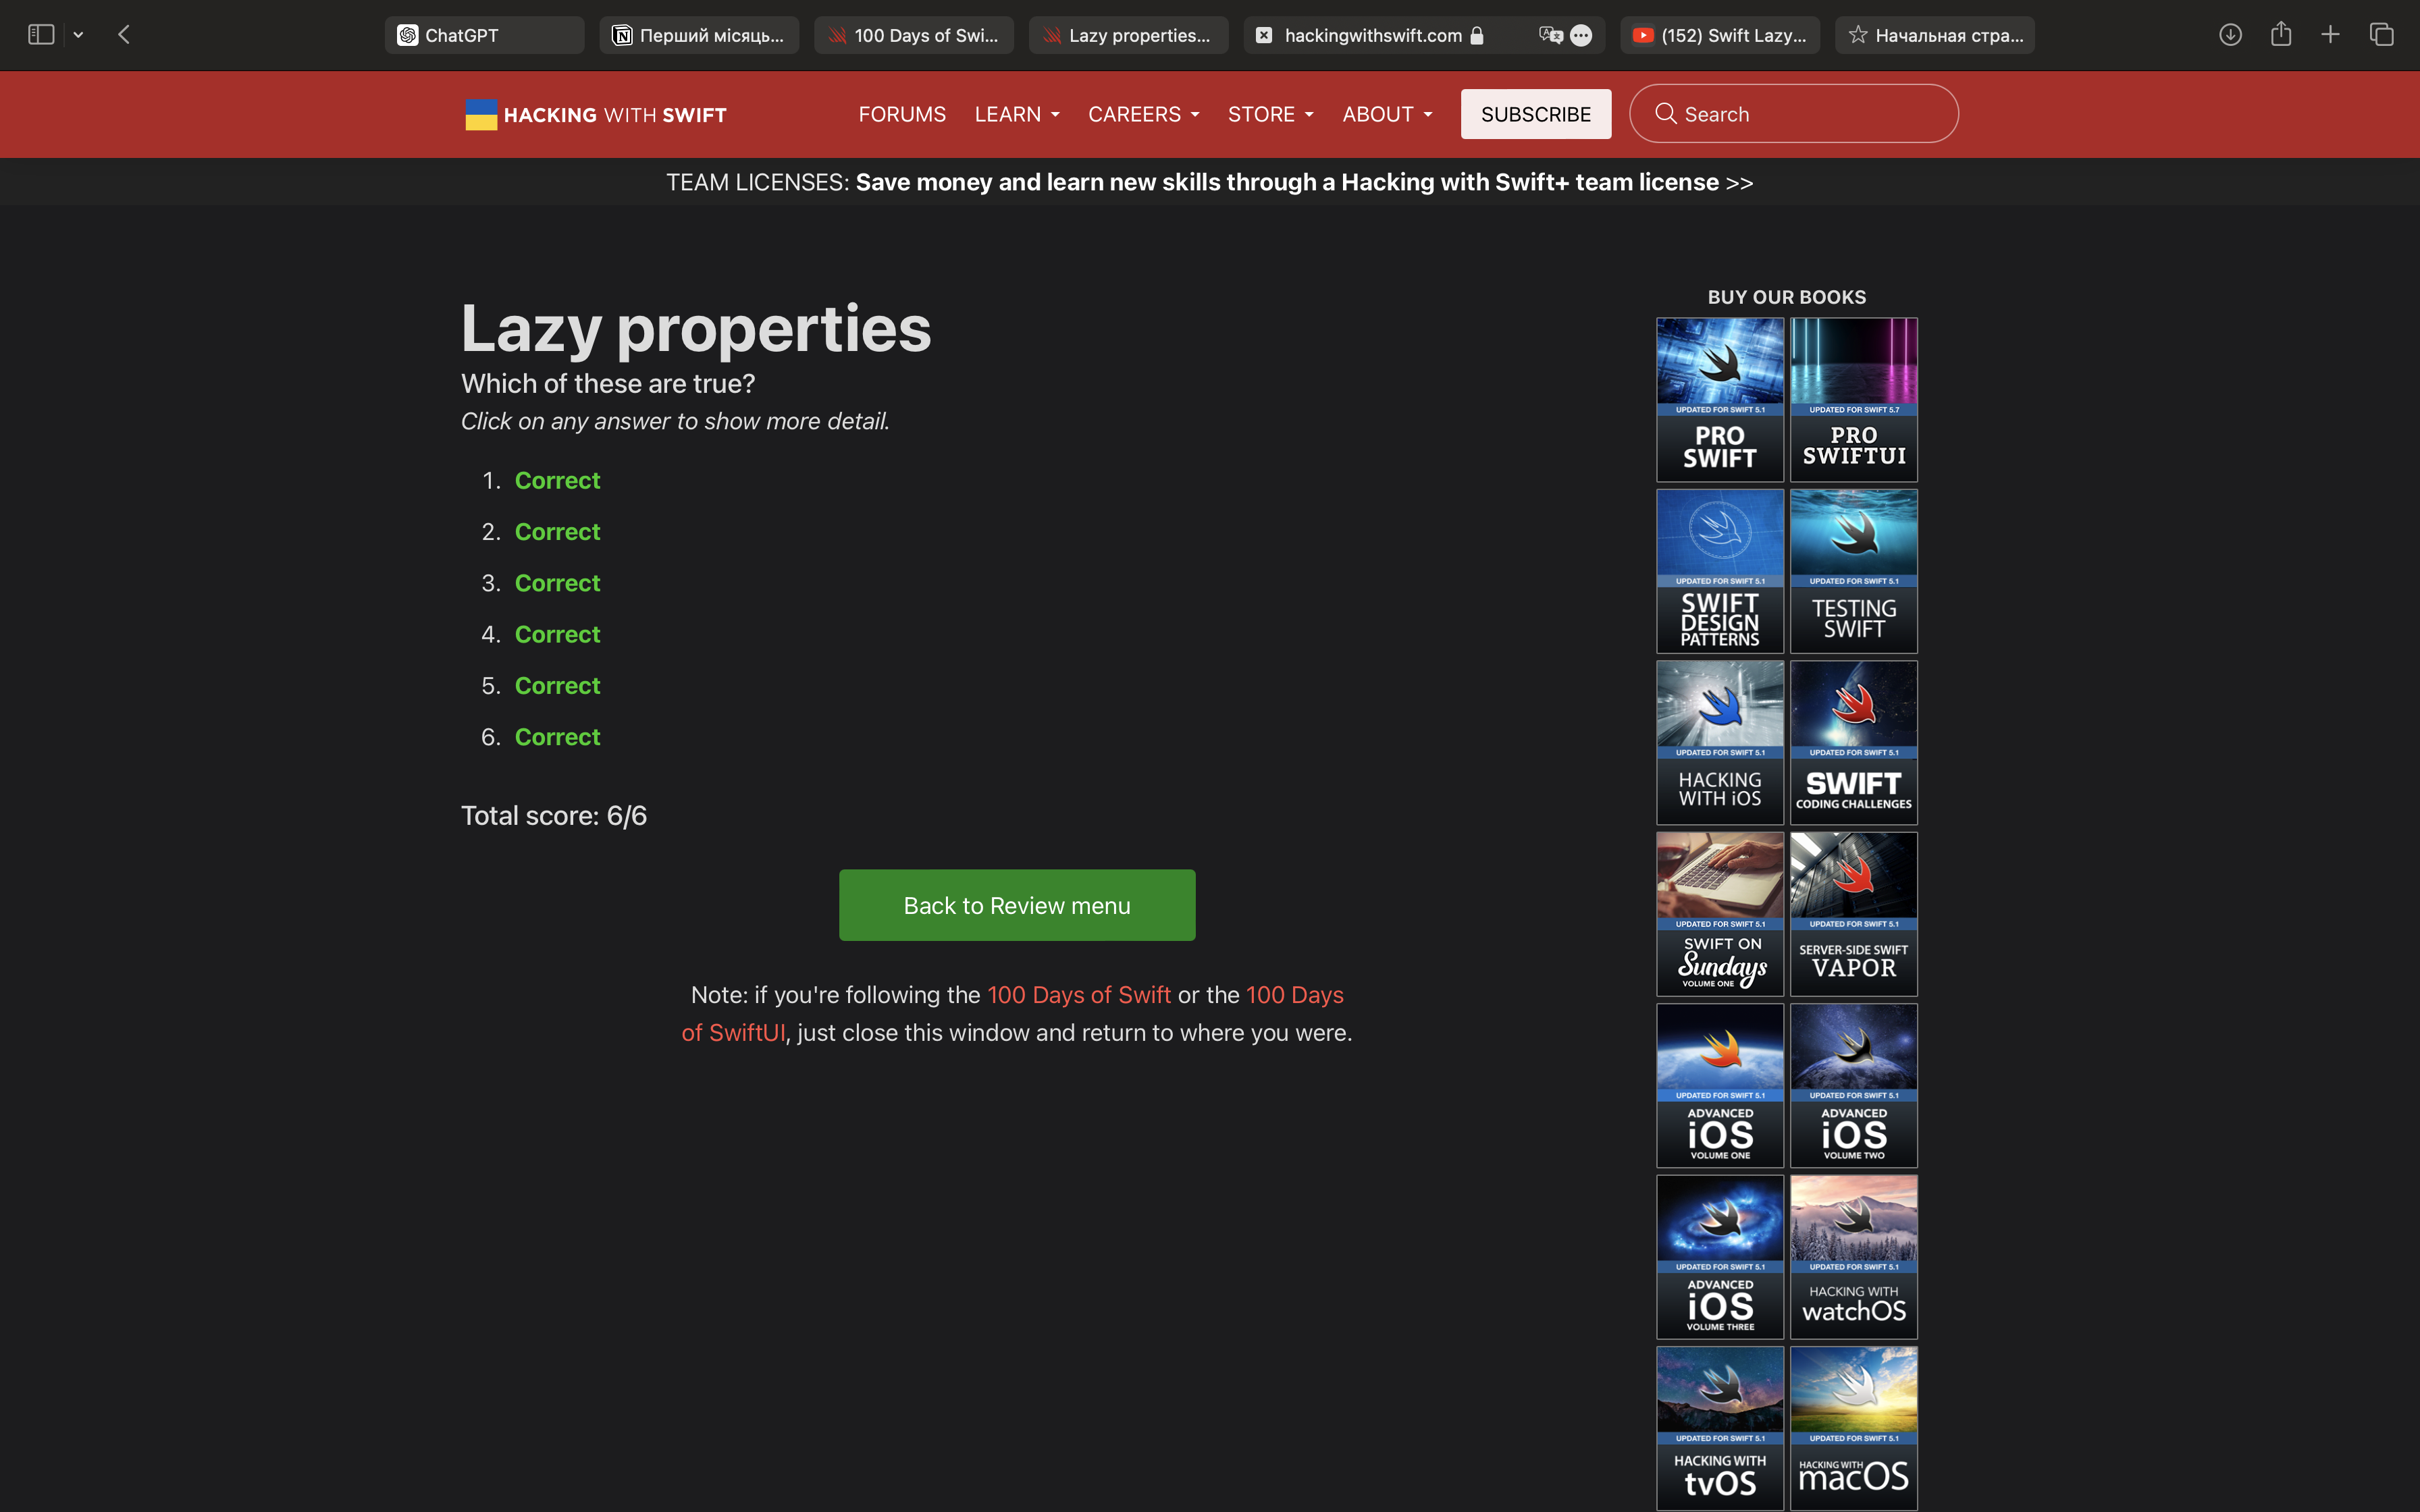 ChatGPT
Перший місяць...
100 Days of Swi...
Lazy properties...
hackingwithswift.com
(152) Swift Lazy...
Начальная стра...
HACKING WITH SWIFT
FORUMS
LEARN
CAREERS
STORE
ABOUT
SUBSCRIBE
Search
TEAM LICENSES: Save money and learn new skills through a Hacking with Swift+ team license >>
Lazy properties
Which of these are true?
Click on any answer to show more detail.
1. Correct
2. Correct
3. Correct
4. Correct
5. Correct
6. Correct
Total score: 6/6
Back to Review menu
Note: if you're following the 100 Days of Swift or the 100 Days
of SwiftUI, just close this window and return to where you were.
BUY OUR BOOKS
UPDATED FOR SWIFT 5.1
PRO
SWIFT
UPDATED FOR SWIFT 5.7
PRO
SWIFTUI
UPDATED FOR SWIFT 5.1
SWIFT
DESIGN
PATTERNS
UPDATED FOR SWIFT 5.1
TESTING
SWIFT
UPDATED FOR SWIFT 5.1
HACKING
WITH iOS
UPDATED FOR SWIFT 5.1
SWIFT
CODING CHALLENGES
UPDATED FOR SWIFT 5.1
SWIFT ON
Sundays
VOLUME ONE
UPDATED FOR SWIFT 5.1
SERVER-SIDE SWIFT
VAPOR
UPDATED FOR SWIFT 5.1
ADVANCED
iOS
VOLUME ONE
UPDATED FOR SWIFT 5.1
ADVANCED
iOS
VOLUME TWO
UPDATED FOR SWIFT 5.1
ADVANCED
iOS
VOLUME THREE
UPDATED FOR SWIFT 5.1
HACKING WITH
watchOS
UPDATED FOR SWIFT 5.1
HACKING WITH
tvOS
UPDATED FOR SWIFT 5.1
HACKING WITH
macOS